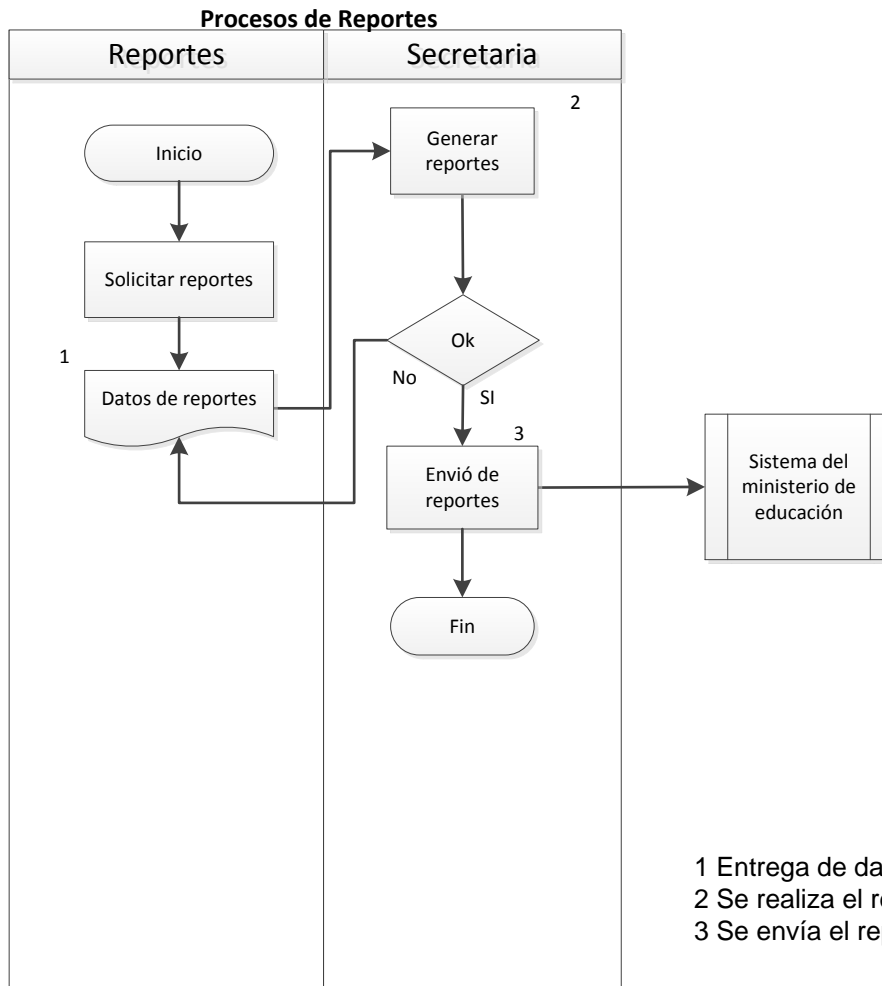 Procesos de Reportes
Reportes
Secretaria
Inicio
Solicitar reportes
1
Datos de reportes
2
Generar
reportes
Ok
No
SI
3
Envió de
reportes
Fin
Sistema del
ministerio de
educación
1 Entrega de
2 Se realiza el
3 Se envía el